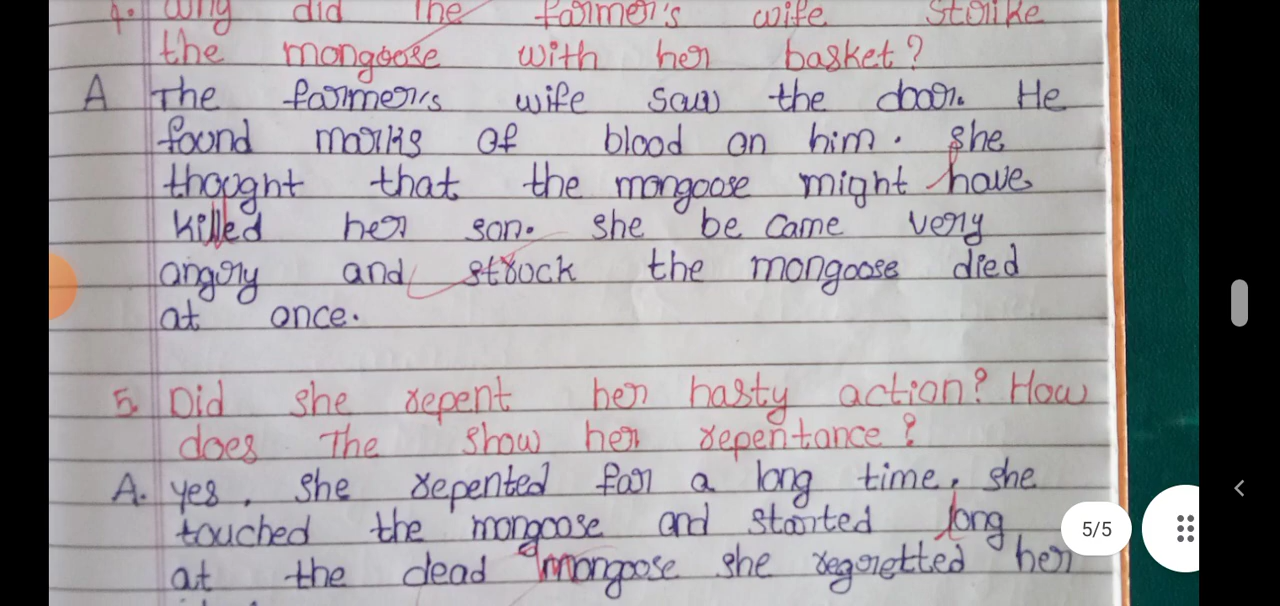 4. Why did The farmer's wife strike
the mongoose with her basket?
A The farmer's wife saw the door. He
found marks of blood on him. she
thought that the mongoose might have
killed her son. she be came very
angry and struck the mongoose died
at once.
5. Did she repent her hasty action? How
does The show her repentance?
A. yes, she repented for a long time, she
touched the mongoose and started long
at the dead mongoose she regretted her
5/5